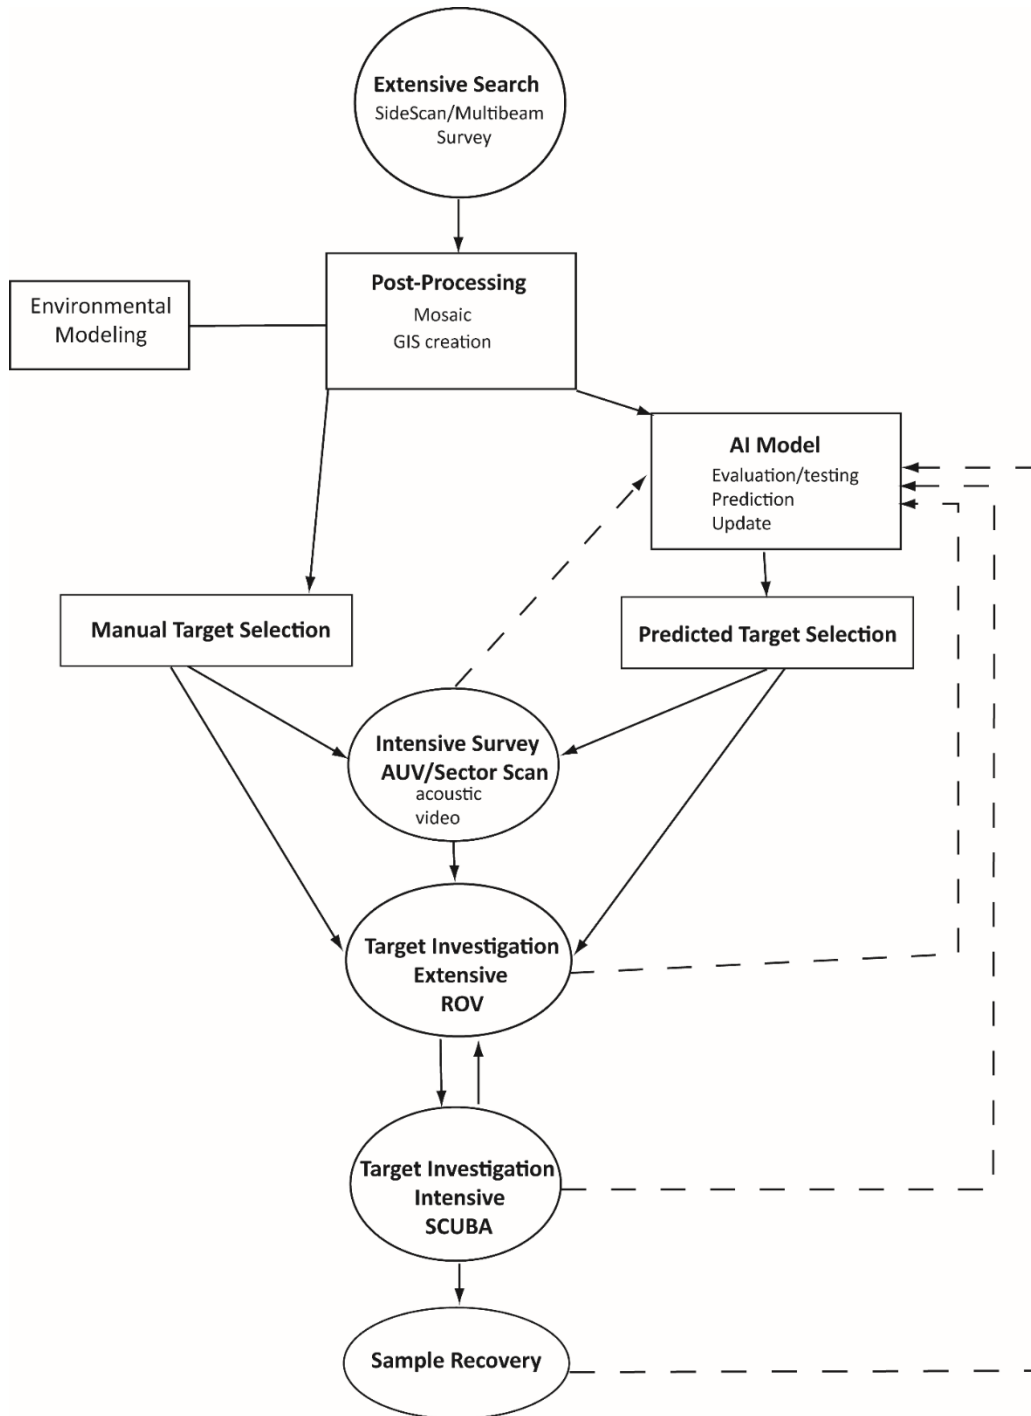 Extensive Search
SideScan/Multibeam
Survey
Post-Processing
Mosaic
GIS creation
Environmental
Modeling
AI Model
Evaluation/testing
Prediction
Update
Manual Target Selection
Predicted Target Selection
Intensive Survey
AUV/Sector Scan
acoustic
video
Target Investigation
Extensive
ROV
Target Investigation
Intensive
SCUBA
Sample Recovery